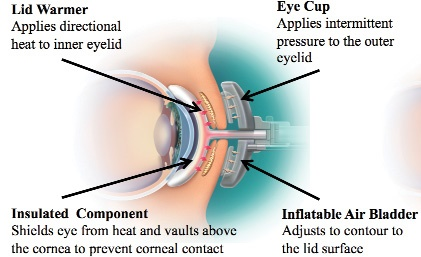 Lid Warmer
Applies directional
heat to inner eyelid
Eye Cup
Applies intermittent
pressure to the outer
eyelid
Insulated Component
Shields eye from heat and vaults above
the cornea to prevent corneal contact
Inflatable Air Bladder
Adjusts to contour to
the lid surface